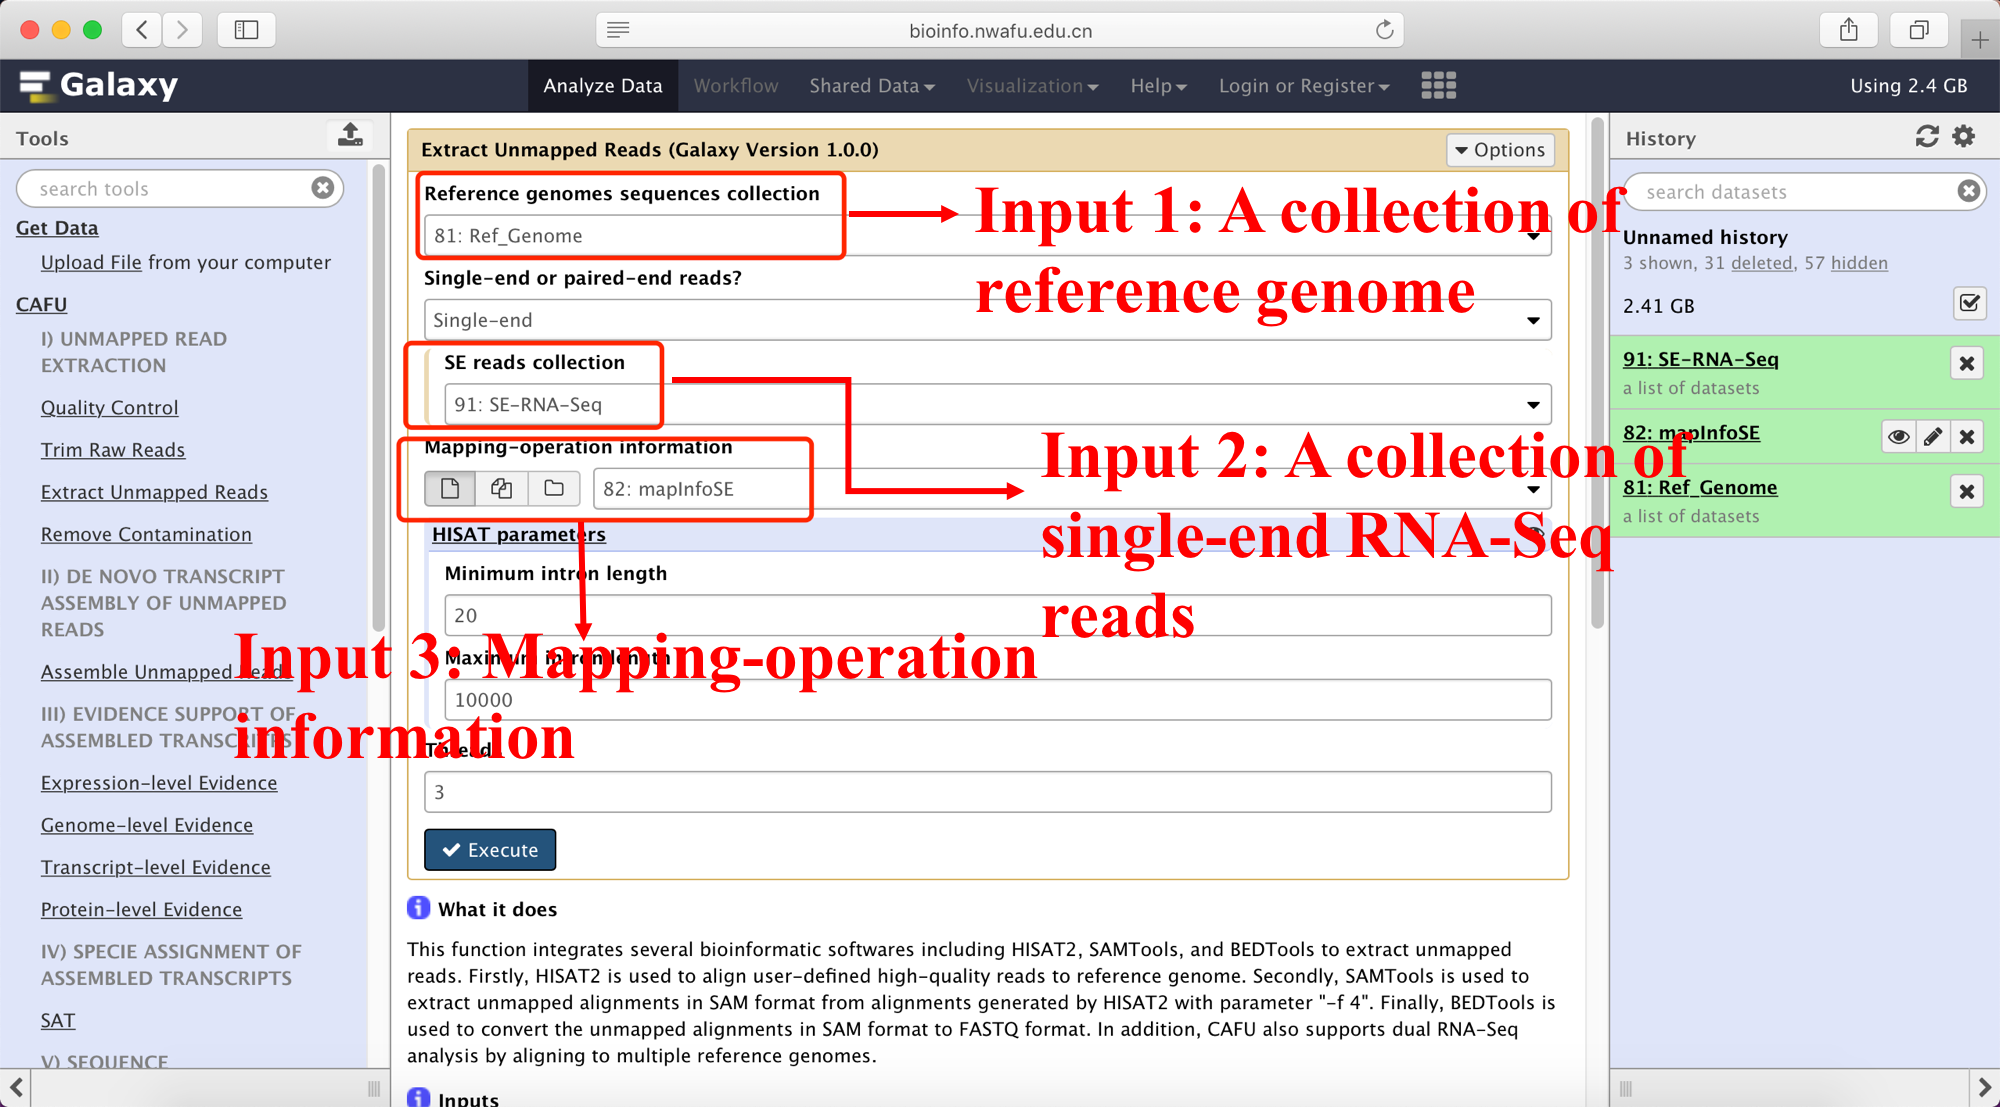 bioinfo.nwafu.edu.cn
Galaxy
Analyze Data
Workflow
Shared Data
Visualization
Help
Login or Register
Using 2.4 GB
Tools
search tools
Get Data
Upload File from your computer
CAFU
I) UNMAPPED READ
EXTRACTION
Quality Control
Trim Raw Reads
Extract Unmapped Reads
Remove Contamination
II) DE NOVO TRANSCRIPT
ASSEMBLY OF UNMAPPED
READS
Assemble Unmapped Reads
III) EVIDENCE SUPPORT OF
ASSEMBLED TRANSCRIPTS
Expression-level Evidence
Genome-level Evidence
Transcript-level Evidence
Protein-level Evidence
IV) SPECIE ASSIGNMENT OF
ASSEMBLED TRANSCRIPTS
SAT
V) SEQUENCE
Extract Unmapped Reads (Galaxy Version 1.0.0)
Options
Reference genomes sequences collection
81: Ref_Genome
Single-end or paired-end reads?
Single-end
SE reads collection
91: SE-RNA-Seq
Mapping-operation information
82: mapInfoSE
HISAT parameters
Minimum intron length
20
Maximum intron length
10000
Threads
3
Execute
Input 1: A collection of
reference genome
Input 2: A collection of
single-end RNA-Seq
reads
Input 3: Mapping-operation
information
What it does
This function integrates several bioinformatic softwares including HISAT2, SAMTools, and BEDTools to extract unmapped
reads. Firstly, HISAT2 is used to align user-defined high-quality reads to reference genome. Secondly, SAMTools is used to
extract unmapped alignments in SAM format from alignments generated by HISAT2 with parameter "-f 4". Finally, BEDTools is
used to convert the unmapped alignments in SAM format to FASTQ format. In addition, CAFU also supports dual RNA-Seq
analysis by aligning to multiple reference genomes.
Inputs
History
search datasets
Unnamed history
3 shown, 31 deleted, 57 hidden
2.41 GB
91: SE-RNA-Seq
a list of datasets
82: mapInfoSE
81: Ref_Genome
a list of datasets